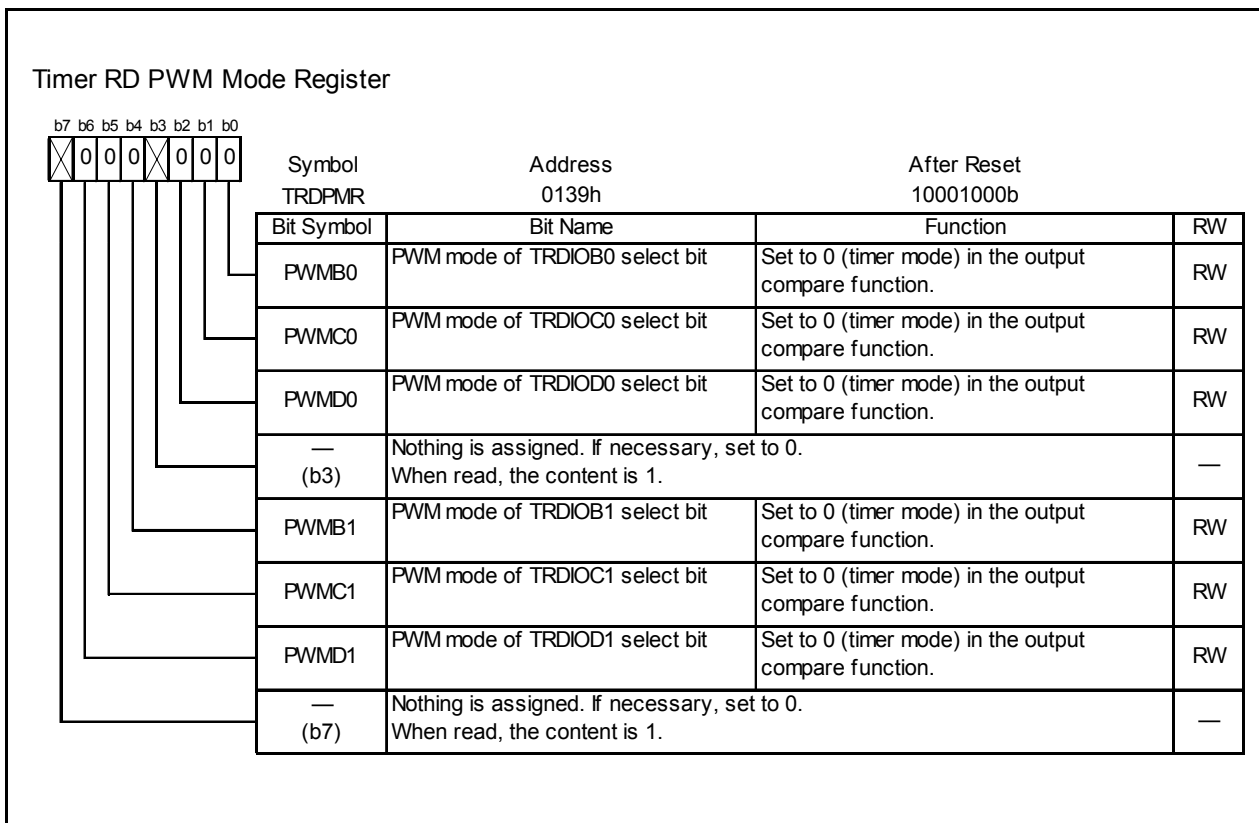 Timer RD PWM Mode Register
b7 b6 b5 b4 b3 b2 b1 b0
0 0 0 0 0 0
Symbol Address After Reset
TRDPMR 0139h 10001000b
Bit Symbol Bit Name Function RW
PWMB0 PWM mode of TRDIOB0 select bit Set to 0 (timer mode) in the output
compare function. RW
PWMC0 PWM mode of TRDIOC0 select bit Set to 0 (timer mode) in the output
compare function. RW
PWMD0 PWM mode of TRDIOD0 select bit Set to 0 (timer mode) in the output
compare function. RW
— Nothing is assigned. If necessary, set to 0.
(b3) When read, the content is 1. —
PWMB1 PWM mode of TRDIOB1 select bit Set to 0 (timer mode) in the output
compare function. RW
PWMC1 PWM mode of TRDIOC1 select bit Set to 0 (timer mode) in the output
compare function. RW
PWMD1 PWM mode of TRDIOD1 select bit Set to 0 (timer mode) in the output
compare function. RW
— Nothing is assigned. If necessary, set to 0.
(b7) When read, the content is 1. —